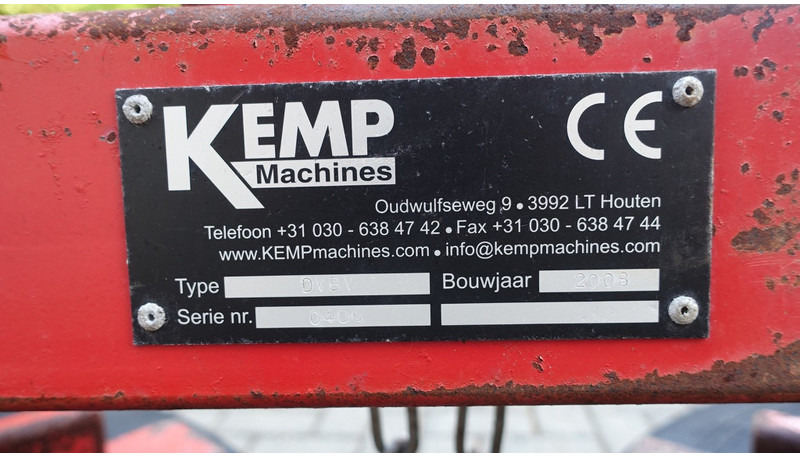 KEMP
Machines
CE
Oudwulfseweg 9 • 3992 LT Houten
Telefoon +31 030 - 638 47 42 • Fax +31 030 - 638 47 44
www.KEMPmachines.com • info@kempmachines.com
Type
Bouwjaar 2008
Serie nr.